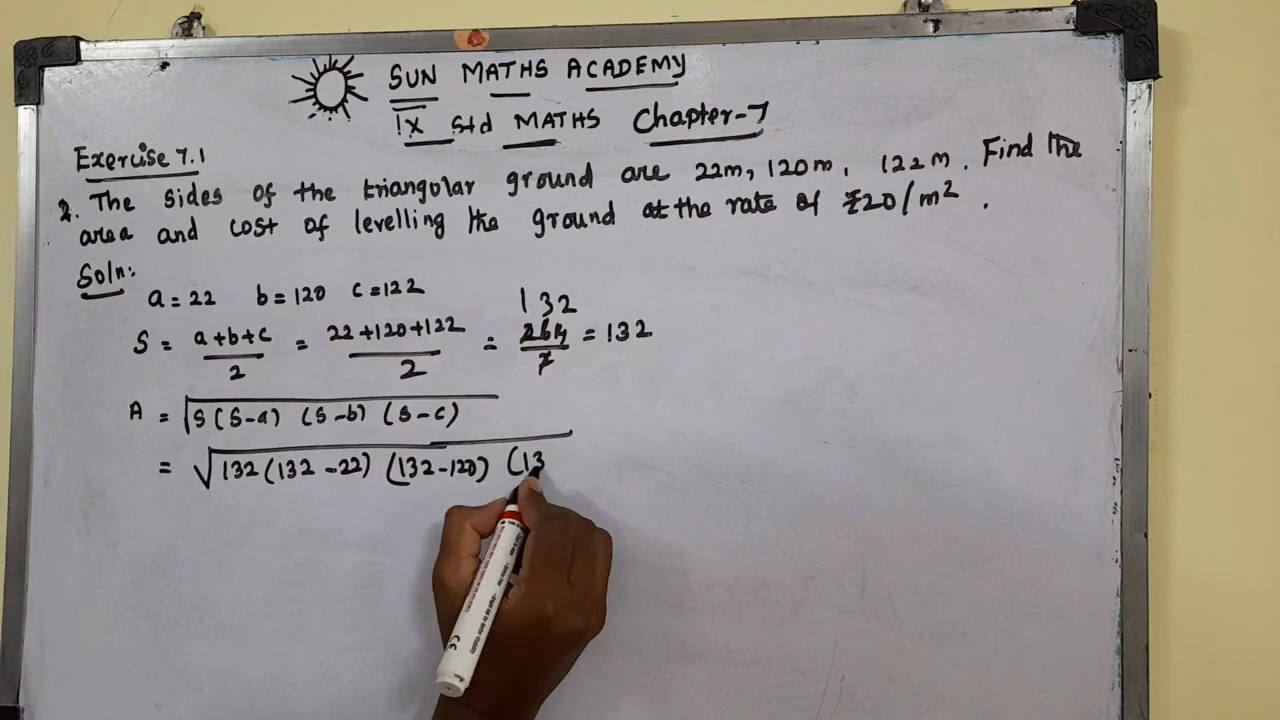 SUN MATHS ACADEMY
IX Std MATHS Chapter-7
Exercise 7.1
2. The sides of the triangular ground are 22m, 120m, 122m. Find the
area and cost of levelling the ground at the rate of ₹20/m².
Soln:
a=22 b=120 c=122
S = a+b+c/2 = 22+120+122/2 = 264/2 132 = 132
A = √S(S-a) (S-b) (S-c)
= √132(132-22) (132-120) (13